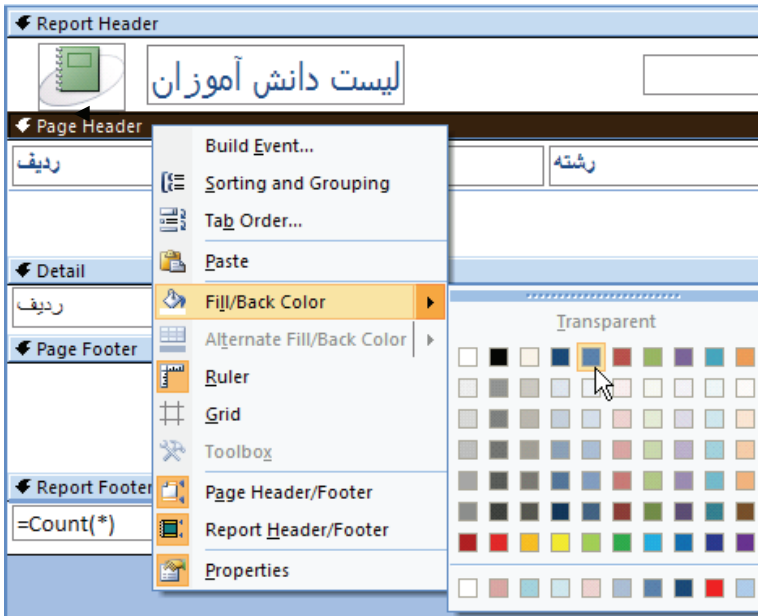 Report Header
لیست دانش آموزان
Page Header
ردیف
رشته
Build Event...
Sorting and Grouping
Tab Order...
Paste
Fill/Back Color
Alternate Fill/Back Color
Ruler
Grid
Toolbox
Page Header/Footer
Report Header/Footer
Properties
Transparent
Detail
ردیف
Page Footer
Report Footer
=Count(*)